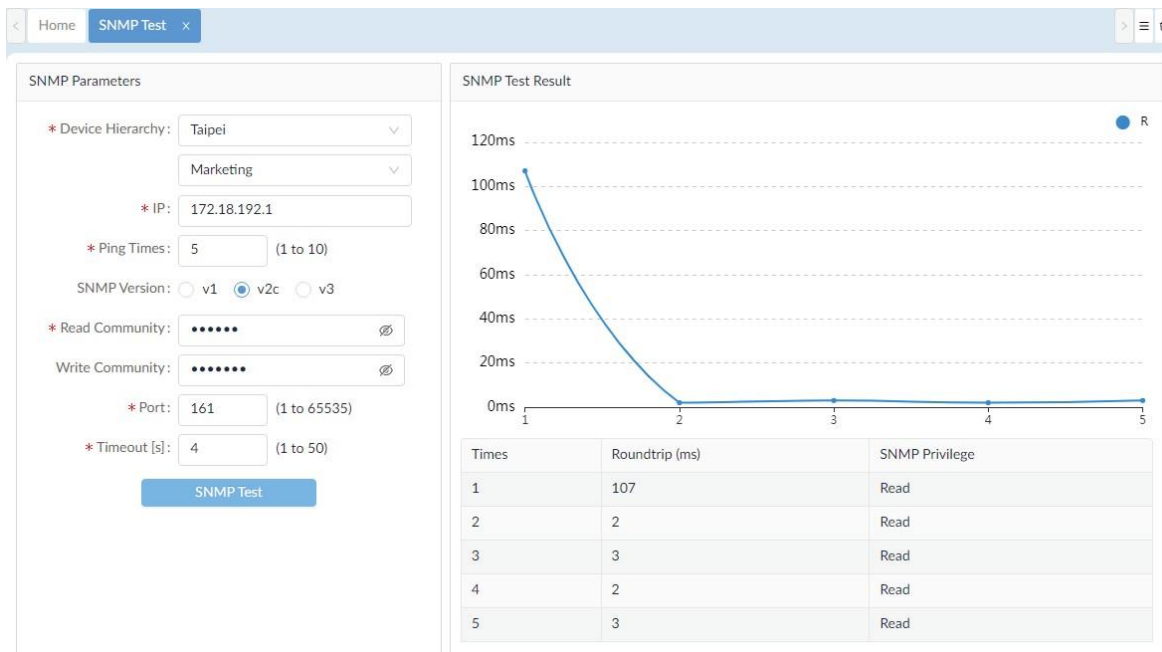 Home SNMP Test x
SNMP Parameters
* Device Hierarchy: Taipei
Marketing
* IP: 172.18.192.1
* Ping Times: 5 (1 to 10)
SNMP Version: v1 v2c v3
* Read Community: ••••••
Write Community: •••••••
* Port: 161 (1 to 65535)
* Timeout [s]: 4 (1 to 50)
SNMP Test
SNMP Test Result
R
120ms
100ms
80ms
60ms
40ms
20ms
0ms
1 2 3 4 5
Times Roundtrip (ms) SNMP Privilege
1 107 Read
2 2 Read
3 3 Read
4 2 Read
5 3 Read